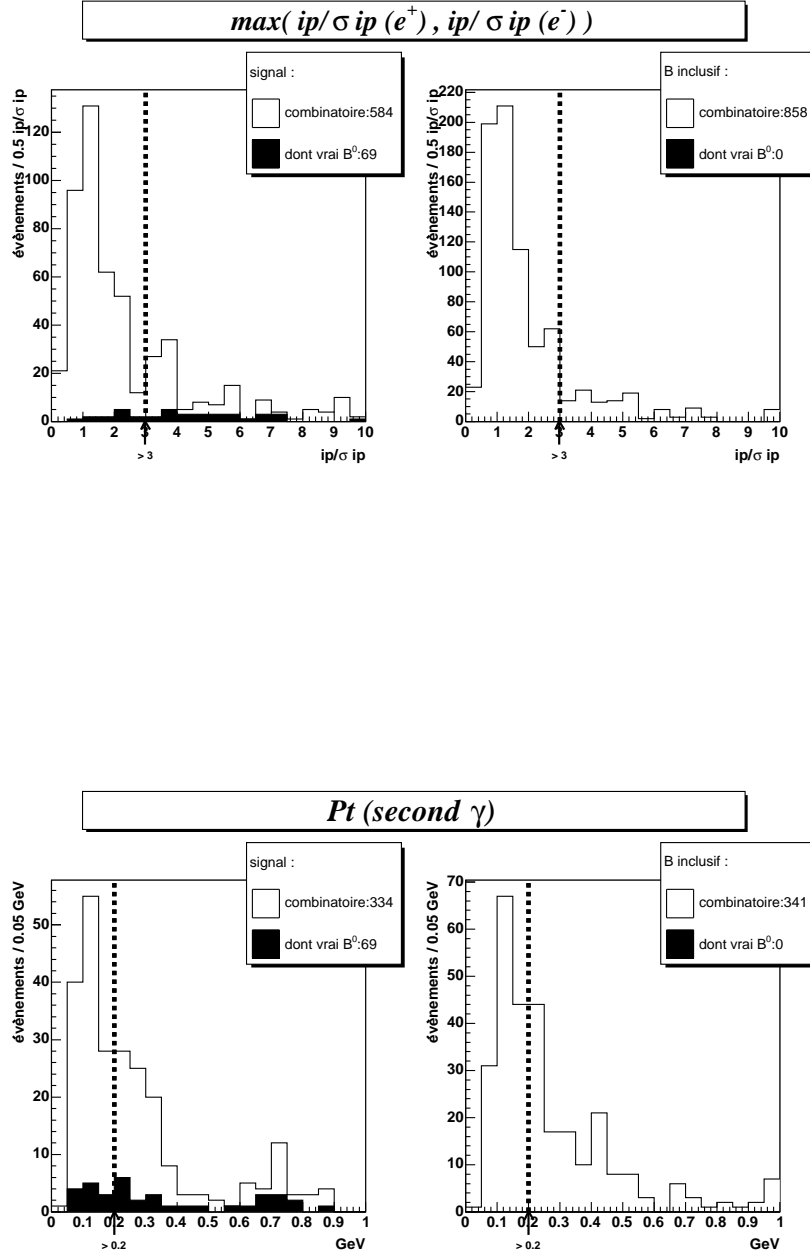 max( ip/ σ ip (e⁺) , ip/ σ ip (e⁻) )
signal :
combinatoire:584
dont vrai B⁰:69
évènements / 0.5 ip/σ ip
0
20
40
60
80
100
120
0 1 2 3 4 5 6 7 8 9 10
> 3
ip/σ ip
B inclusif :
combinatoire:858
dont vrai B⁰:0
évènements / 0.5 ip/σ ip
0
20
40
60
80
100
120
140
160
180
200
220
0 1 2 3 4 5 6 7 8 9 10
> 3
ip/σ ip
Pt (second γ)
signal :
combinatoire:334
dont vrai B⁰:69
évènements / 0.05 GeV
0
10
20
30
40
50
0 0.1 0.2 0.3 0.4 0.5 0.6 0.7 0.8 0.9 1
> 0.2
GeV
B inclusif :
combinatoire:341
dont vrai B⁰:0
évènements / 0.05 GeV
0
10
20
30
40
50
60
70
0 0.1 0.2 0.3 0.4 0.5 0.6 0.7 0.8 0.9 1
> 0.2
GeV